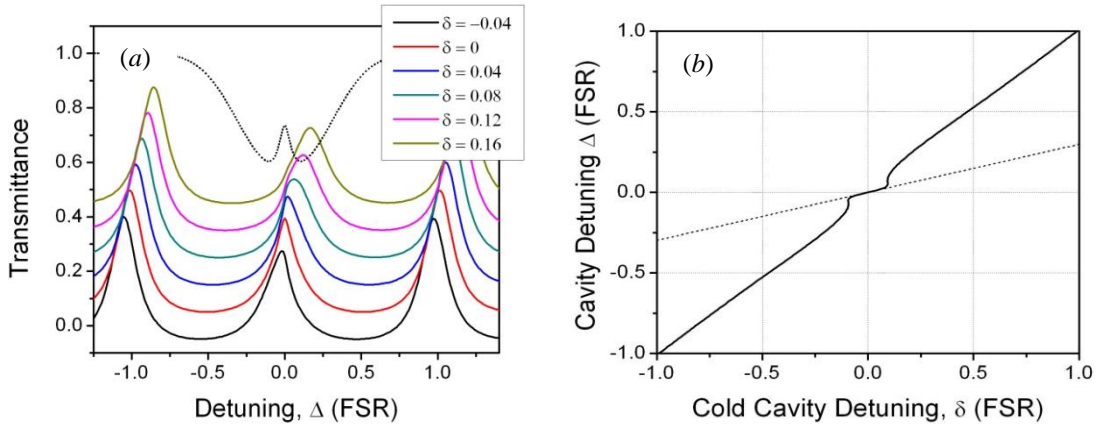 (a)
δ = −0.04
δ = 0
δ = 0.04
δ = 0.08
δ = 0.12
δ = 0.16
Transmittance
1.0
0.8
0.6
0.4
0.2
0.0
-1.0
-0.5
0.0
0.5
1.0
Detuning, Δ (FSR)
(b)
Cavity Detuning Δ (FSR)
1.0
0.5
0.0
-0.5
-1.0
-1.0
-0.5
0.0
0.5
1.0
Cold Cavity Detuning, δ (FSR)